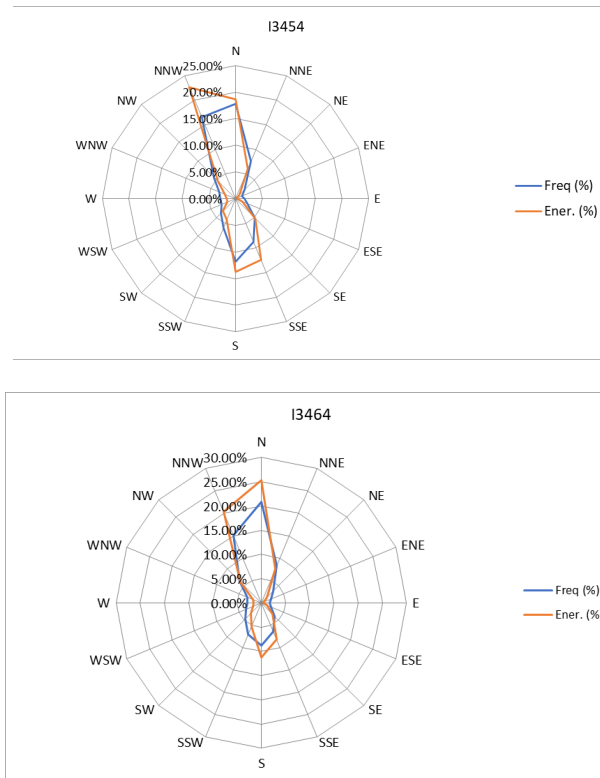 I3454
N
25.00%
NNW
NNE
20.00%
NW
NE
15.00%
WNW
10.00%
ENE
5.00%
Freq (%)
W
0.00%
E
Ener. (%)
WSW
ESE
SW
SE
SSW
SSE
S
I3464
N
30.00%
NNW
NNE
25.00%
NW
20.00%
NE
15.00%
WNW
10.00%
ENE
5.00%
Freq (%)
W
0.00%
E
Ener. (%
WSW
ESE
SW
SE
SSW
SSE
S